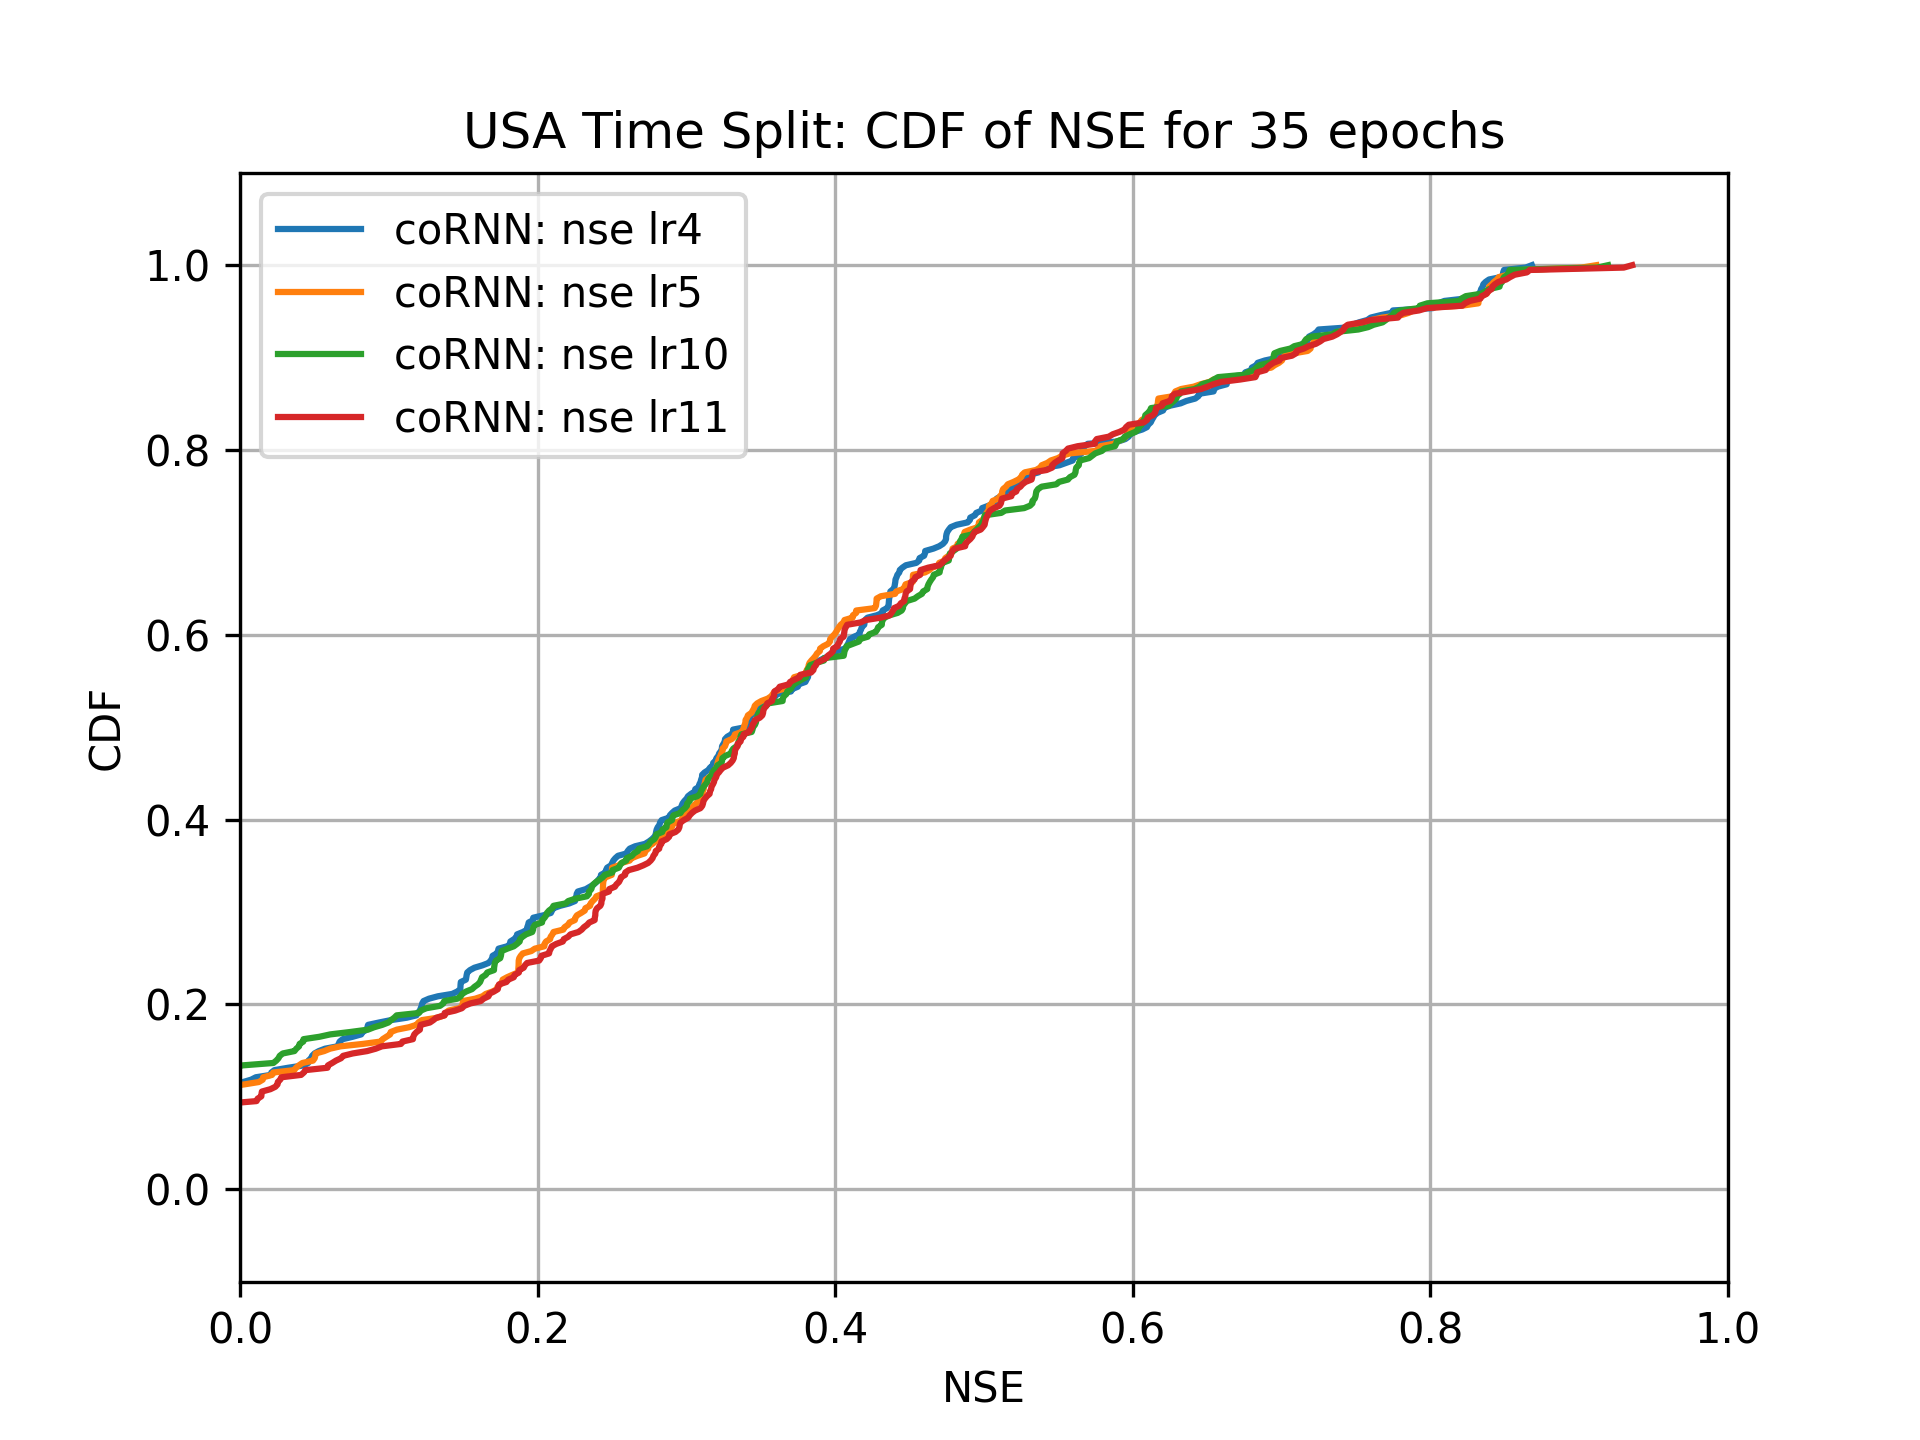 USA Time Split: CDF of NSE for 35 epochs
coRNN: nse lr4
coRNN: nse lr5
coRNN: nse lr10
coRNN: nse lr11
1.0
0.8
0.6
0.4
0.2
0.0
CDF
0.0 0.2 0.4 0.6 0.8 1.0
NSE